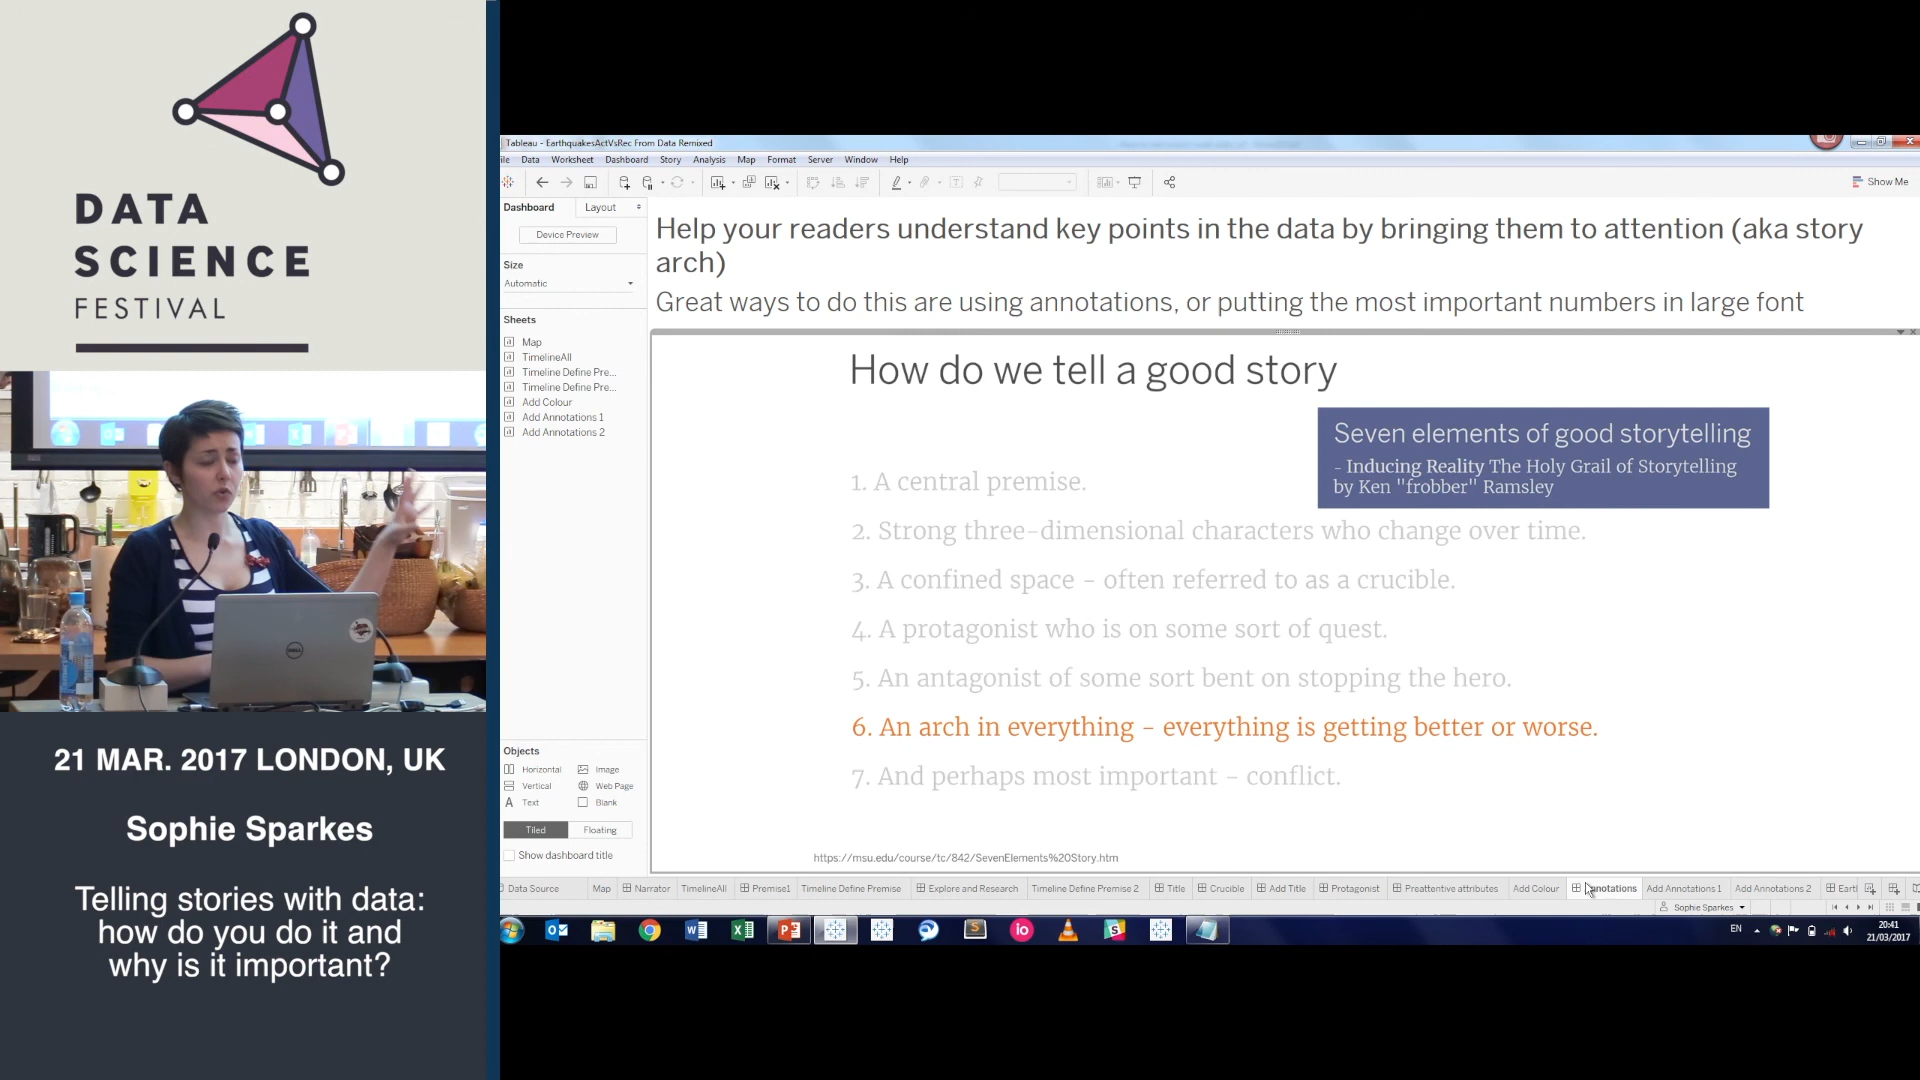 DATA
SCIENCE
FESTIVAL
DELL
21 MAR. 2017 LONDON, UK
Sophie Sparkes
Telling stories with data:
how do you do it and
why is it important?
Tableau - EarthquakesActVsRec From Data Remixed
ile Data Worksheet Dashboard Story Analysis Map Format Server Window Help
Show Me
Dashboard Layout
Device Preview
Size
Automatic
Sheets
Map
TimelineAll
Timeline Define Pre...
Timeline Define Pre...
Add Colour
Add Annotations 1
Add Annotations 2
Objects
Horizontal Image
Vertical Web Page
Text Blank
Tiled Floating
Show dashboard title
Help your readers understand key points in the data by bringing them to attention (aka story
arch)
Great ways to do this are using annotations, or putting the most important numbers in large font
How do we tell a good story
Seven elements of good storytelling
- Inducing Reality The Holy Grail of Storytelling
by Ken "frobber" Ramsley
1. A central premise.
2. Strong three-dimensional characters who change over time.
3. A confined space - often referred to as a crucible.
4. A protagonist who is on some sort of quest.
5. An antagonist of some sort bent on stopping the hero.
6. An arch in everything - everything is getting better or worse.
7. And perhaps most important - conflict.
https://msu.edu/course/tc/842/SevenElements%20Story.htm
Data Source Map Narrator TimelineAll Premise1 Timeline Define Premise Explore and Research Timeline Define Premise 2 Title Crucible Add Title Protagonist Preattentive attributes Add Colour nnotations Add Annotations 1 Add Annotations 2 Eart
Sophie Sparkes
EN 20:41
21/03/2017